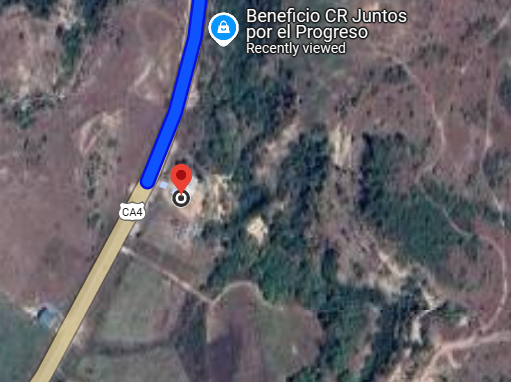 Beneficio CR Juntos
por el Progreso
Recently viewed
CA4